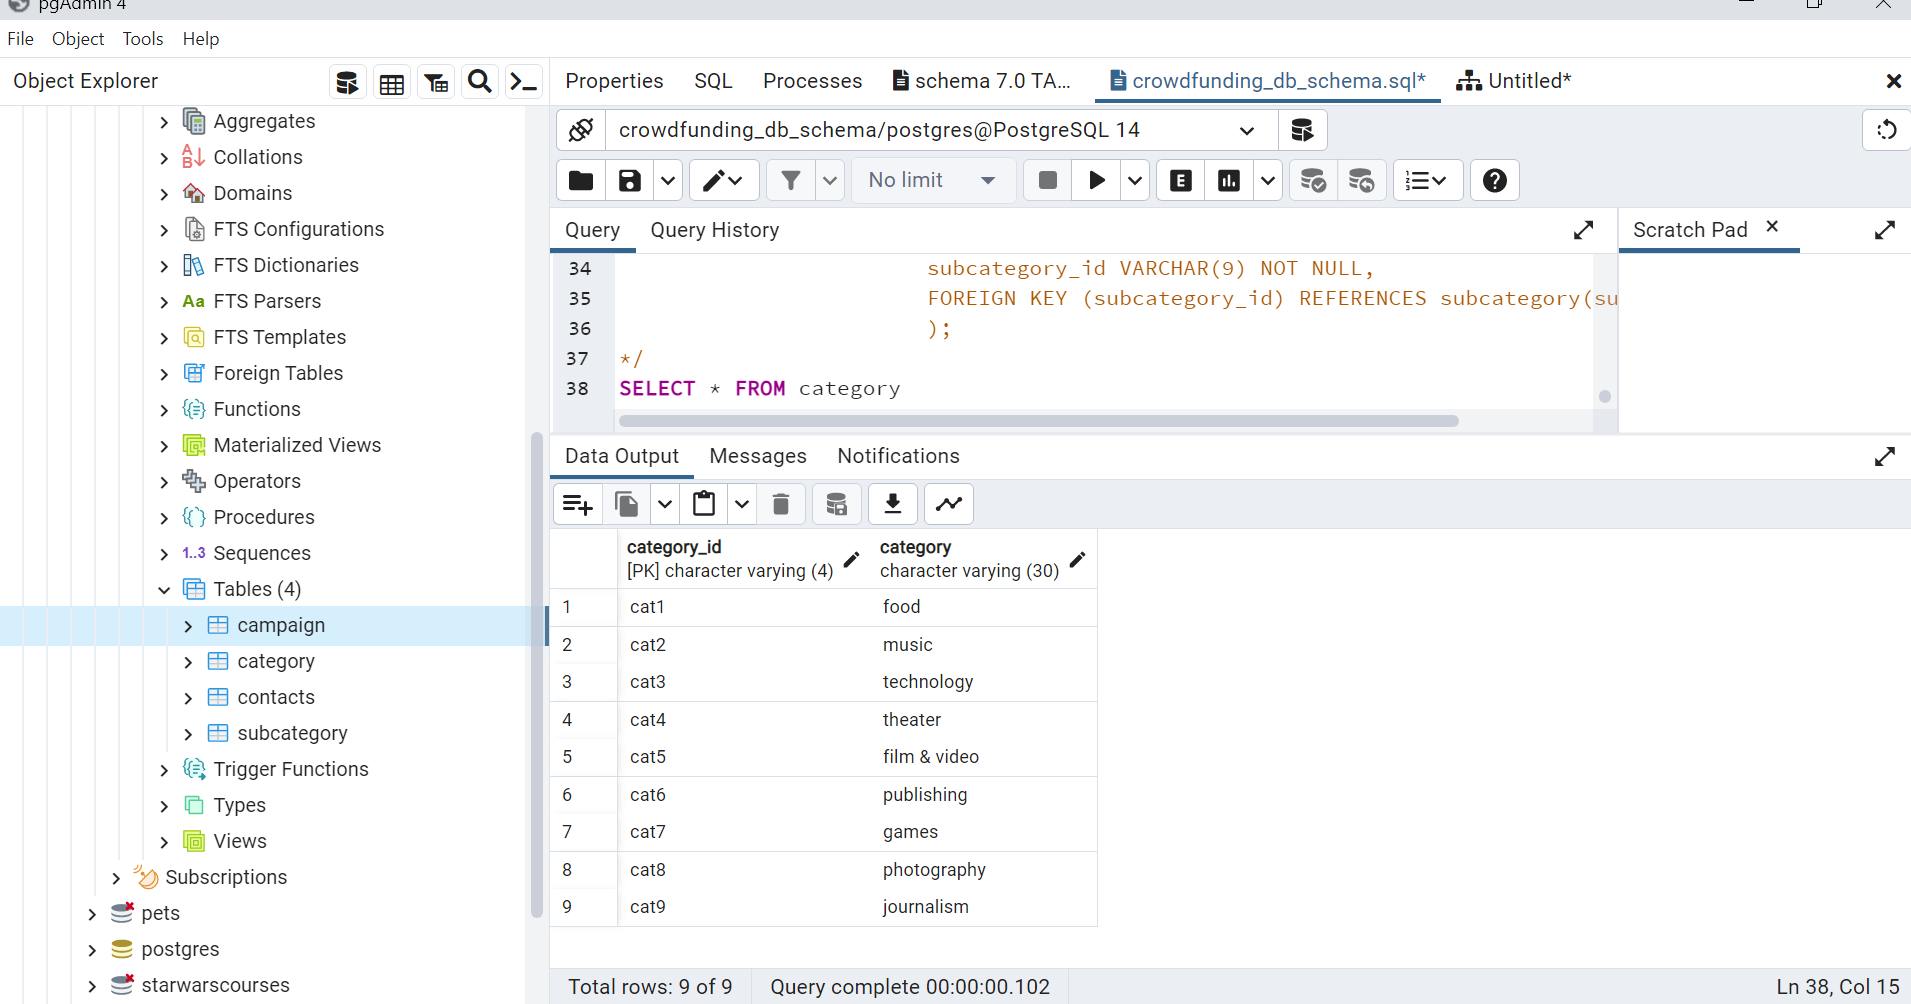 pgAdmin 4
File Object Tools Help
Object Explorer
Properties SQL Processes schema 7.0 TA... crowdfunding_db_schema.sql* Untitled*
crowdfunding_db_schema/postgres@PostgreSQL 14
No limit
E
Query Query History
Scratch Pad
34 subcategory_id VARCHAR(9) NOT NULL,
35 FOREIGN KEY (subcategory_id) REFERENCES subcategory(su
36 );
37 */
38 SELECT * FROM category
Data Output Messages Notifications
category_id category
[PK] character varying (4) character varying (30)
1 cat1 food
2 cat2 music
3 cat3 technology
4 cat4 theater
5 cat5 film & video
6 cat6 publishing
7 cat7 games
8 cat8 photography
9 cat9 journalism
Total rows: 9 of 9 Query complete 00:00:00.102 Ln 38, Col 15
Aggregates
Collations
Domains
FTS Configurations
FTS Dictionaries
Aa FTS Parsers
FTS Templates
Foreign Tables
Functions
Materialized Views
Operators
Procedures
1..3 Sequences
Tables (4)
campaign
category
contacts
subcategory
Trigger Functions
Types
Views
Subscriptions
pets
postgres
starwarscourses